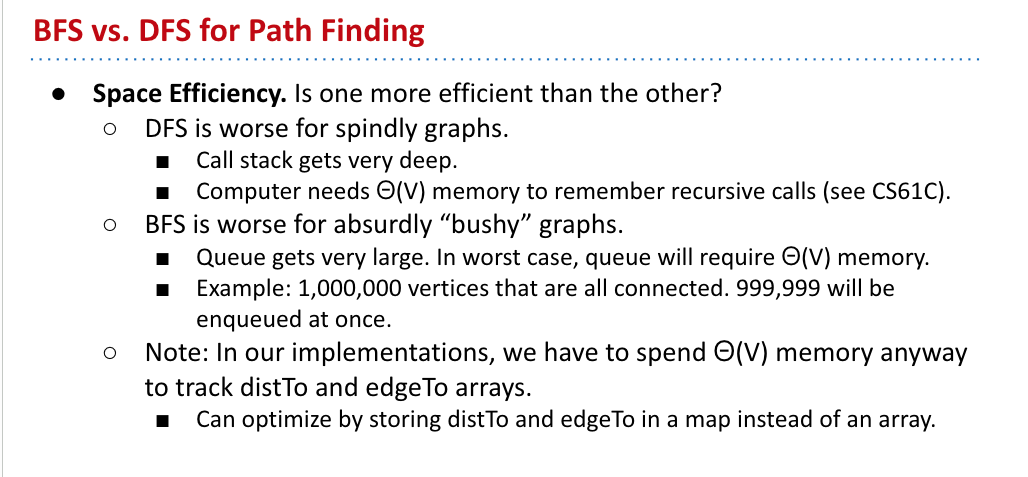 BFS vs. DFS for Path Finding
● Space Efficiency. Is one more efficient than the other?
○ DFS is worse for spindly graphs.
■ Call stack gets very deep.
■ Computer needs Θ(V) memory to remember recursive calls (see CS61C).
○ BFS is worse for absurdly “bushy” graphs.
■ Queue gets very large. In worst case, queue will require Θ(V) memory.
■ Example: 1,000,000 vertices that are all connected. 999,999 will be
enqueued at once.
○ Note: In our implementations, we have to spend Θ(V) memory anyway
to track distTo and edgeTo arrays.
■ Can optimize by storing distTo and edgeTo in a map instead of an array.